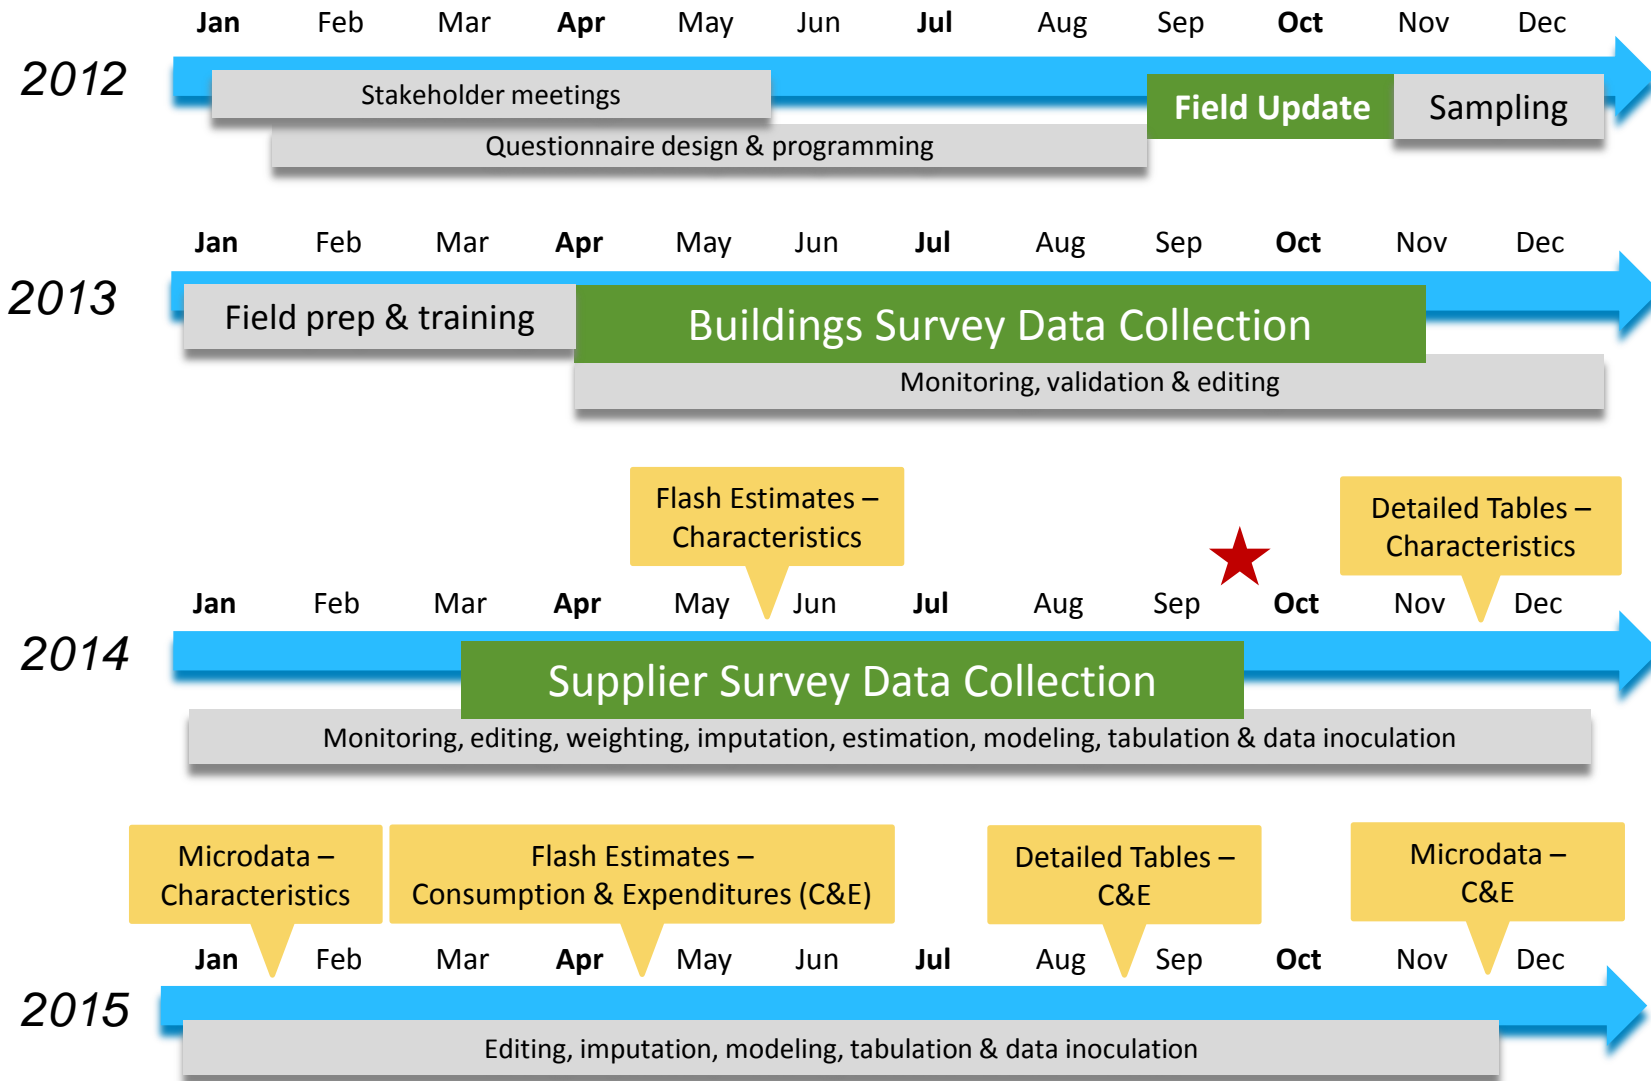 Jan Feb Mar Apr May Jun Jul Aug Sep Oct Nov Dec
2012
Stakeholder meetings
Field Update
Sampling
Questionnaire design & programming
Jan Feb Mar Apr May Jun Jul Aug Sep Oct Nov Dec
2013
Field prep & training
Buildings Survey Data Collection
Monitoring, validation & editing
Flash Estimates –
Characteristics
Detailed Tables –
Characteristics
Jan Feb Mar Apr May Jun Jul Aug Sep Oct Nov Dec
2014
Supplier Survey Data Collection
Monitoring, editing, weighting, imputation, estimation, modeling, tabulation & data inoculation
Microdata –
Characteristics
Flash Estimates –
Consumption & Expenditures (C&E)
Detailed Tables –
C&E
Microdata –
C&E
Jan Feb Mar Apr May Jun Jul Aug Sep Oct Nov Dec
2015
Editing, imputation, modeling, tabulation & data inoculation